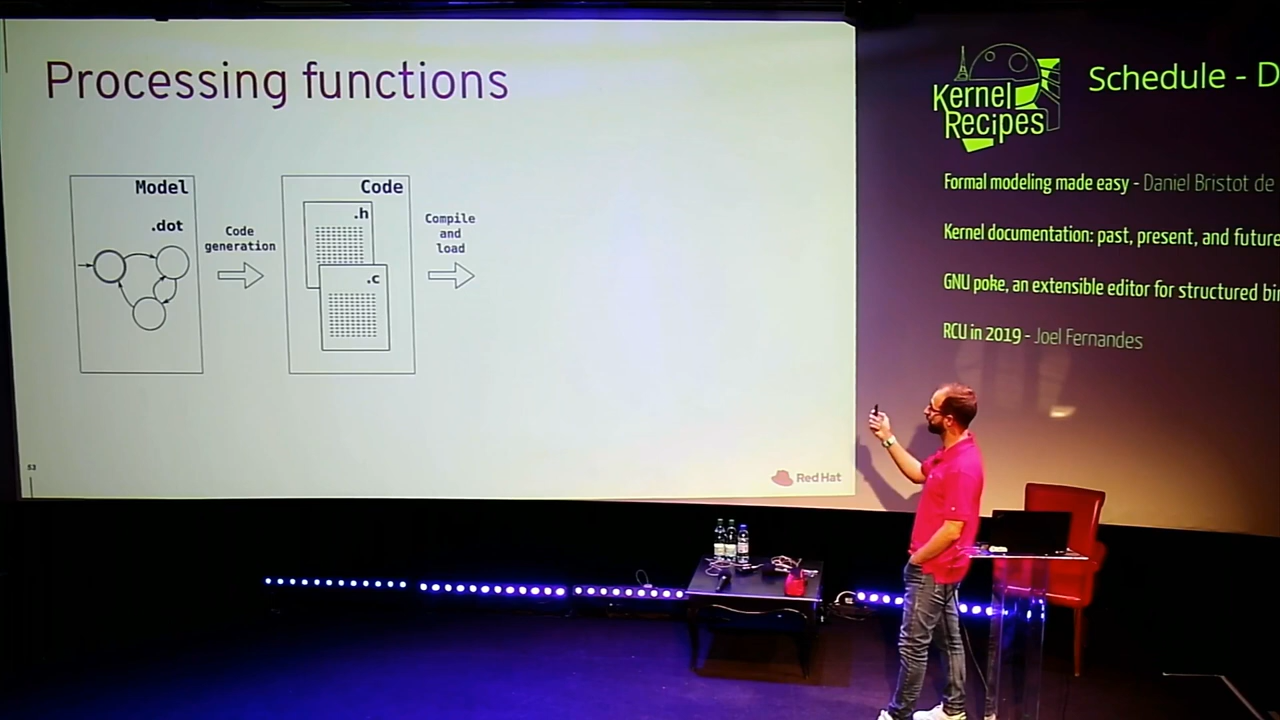 Processing functions
Model
.dot
Code
generation
Code
.h
.c
Compile
and
load
53
Red Hat
Kernel
Recipes
Schedule - D
Formal modeling made easy - Daniel Bristot de
Kernel documentation: past, present, and future
GNU poke, an extensible editor for structured bin
RCU in 2019 - Joel Fernandes